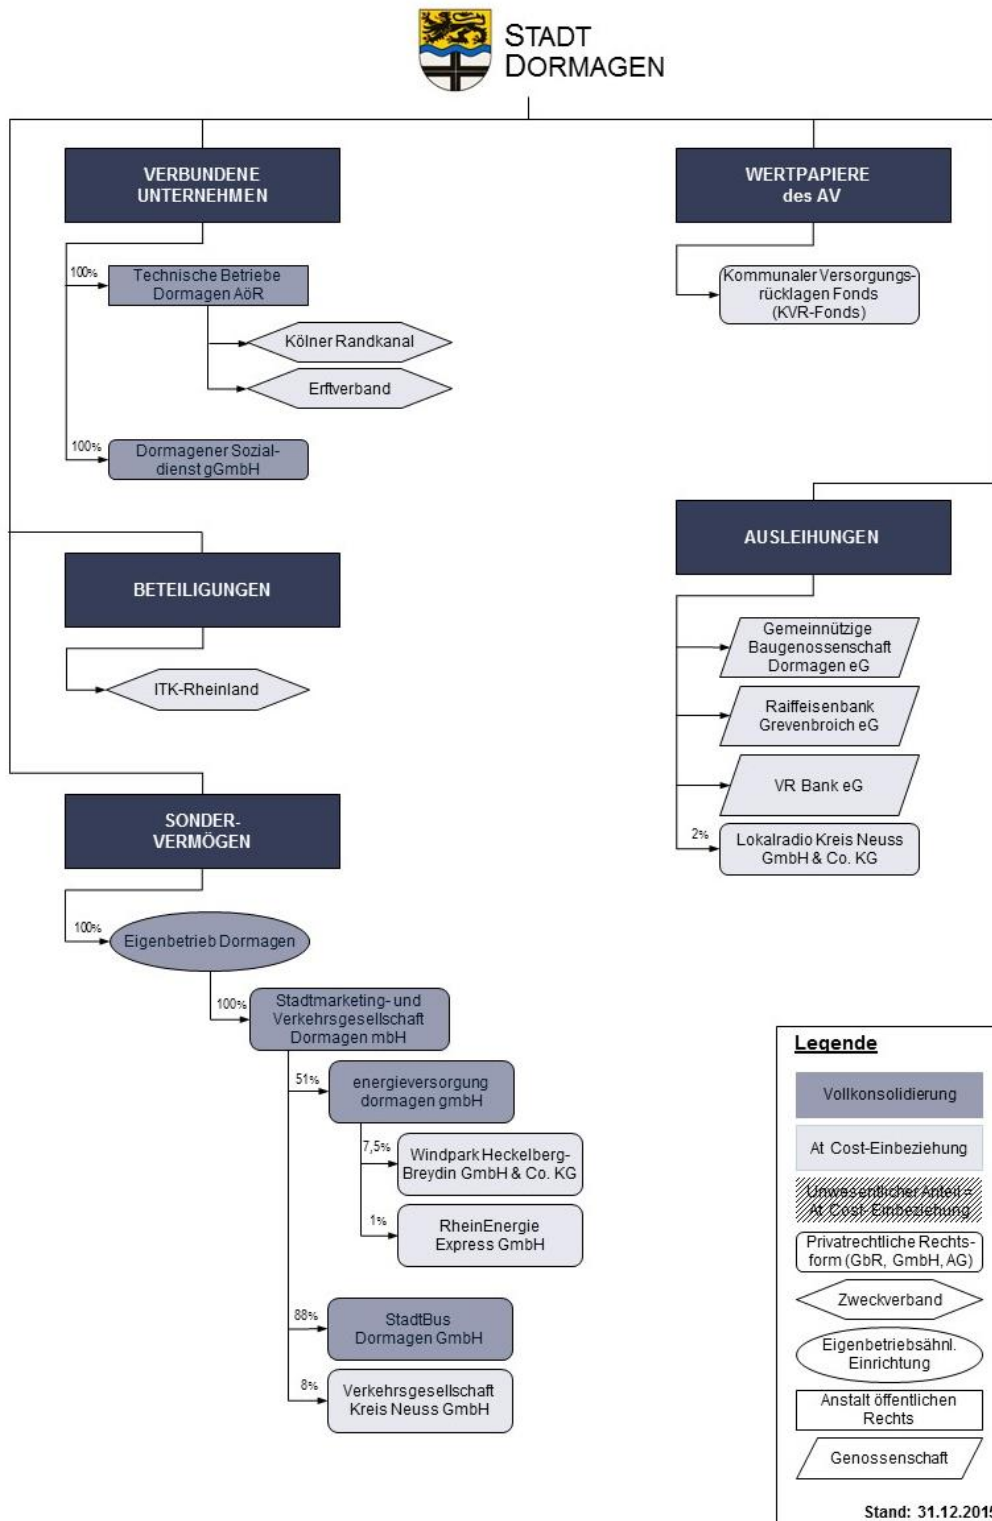 STADT
DORMAGEN
VERBUNDENE
UNTERNEHMEN
100%
Technische Betriebe
Dormagen AöR
Kölner Randkanal
Erftverband
100%
Dormagener Sozial-
dienst gGmbH
BETEILIGUNGEN
ITK-Rheinland
SONDER-
VERMÖGEN
100%
Eigenbetrieb Dormagen
100%
Stadtmarketing- und
Verkehrsgesellschaft
Dormagen mbH
51%
energieversorgung
dormagen gmbH
7,5%
Windpark Heckelberg-
Breydin GmbH & Co. KG
1%
RheinEnergie
Express GmbH
88%
StadtBus
Dormagen GmbH
8%
Verkehrsgesellschaft
Kreis Neuss GmbH
WERTPAPIERE
des AV
Kommunaler Versorgungs-
rücklagen Fonds
(KVR-Fonds)
AUSLEIHUNGEN
Gemeinnützige
Baugenossenschaft
Dormagen eG
Raiffeisenbank
Grevenbroich eG
VR Bank eG
2%
Lokalradio Kreis Neuss
GmbH & Co. KG
Legende
Vollkonsolidierung
At Cost-Einbeziehung
Unwesentlicher Anteil =
At Cost- Einbeziehung
Privatrechtliche Rechts-
form (GbR, GmbH, AG)
Zweckverband
Eigenbetriebsähnl.
Einrichtung
Anstalt öffentlichen
Rechts
Genossenschaft
Stand: 31.12.2015